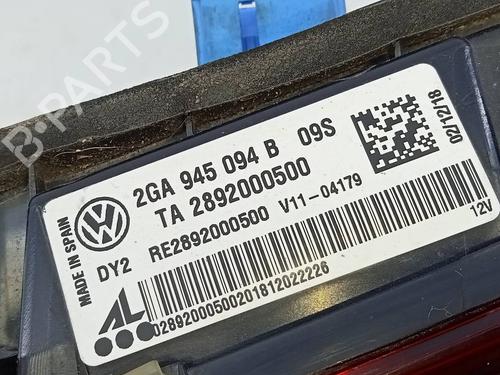 B-PARTS
2GA 945 094 B 09S
TA 2892000500
RE2892000500 V11-04179
DY2
MADE IN SPAIN
02/12/18
12V
AL
02892000500201812022226